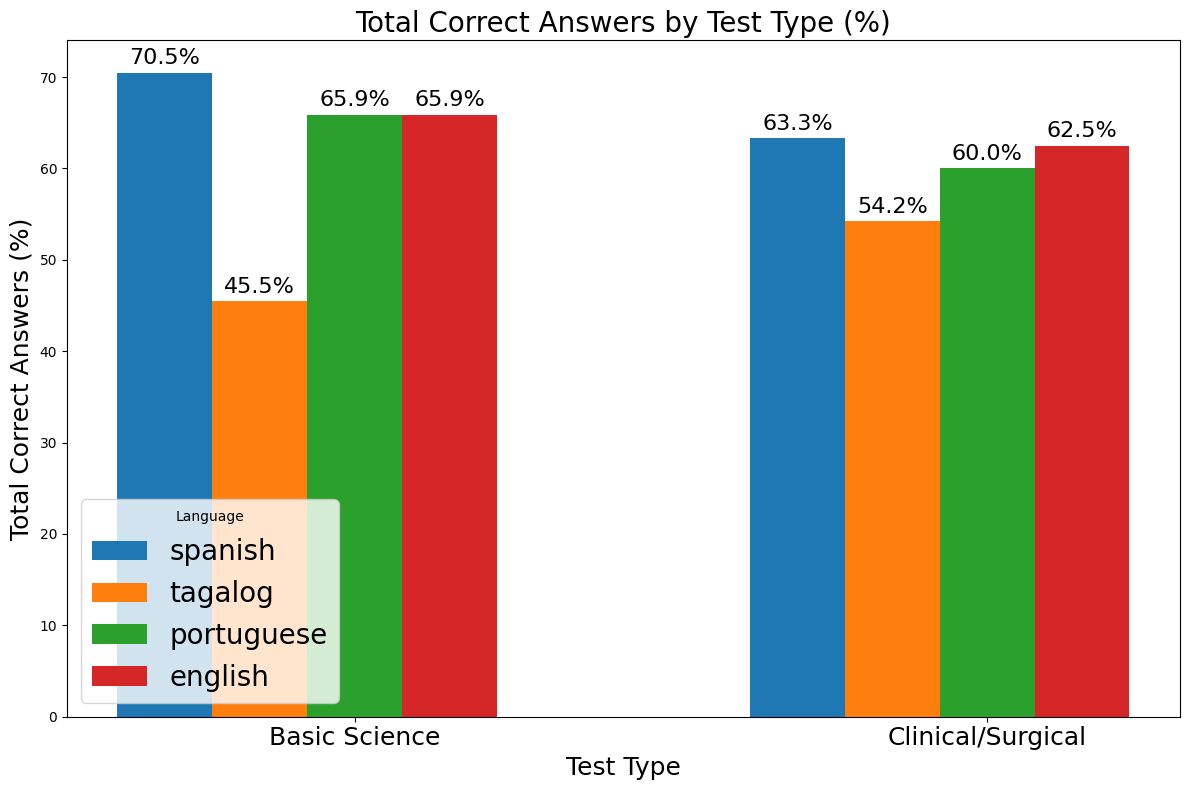 Total Correct Answers by Test Type (%)
Total Correct Answers (%)
70
60
50
40
30
20
10
0
70.5%
45.5%
65.9%
65.9%
63.3%
54.2%
60.0%
62.5%
Language
spanish
tagalog
portuguese
english
Basic Science
Clinical/Surgical
Test Type